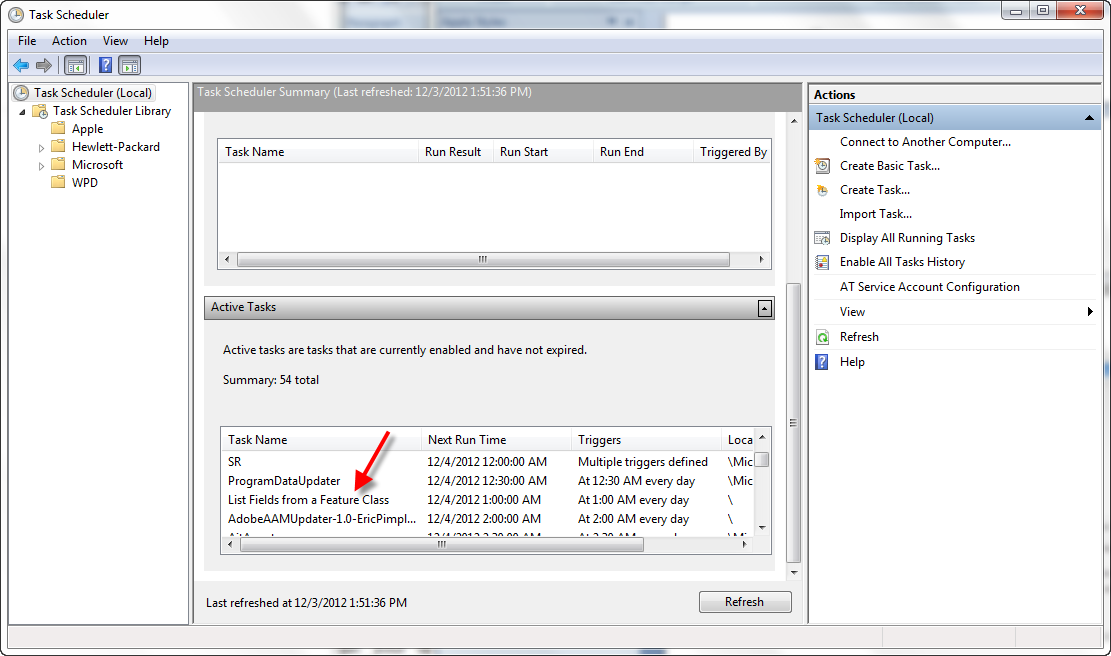 Task Scheduler
File Action View Help
Task Scheduler (Local)
Task Scheduler Library
Apple
Hewlett-Packard
Microsoft
WPD
Task Scheduler Summary (Last refreshed: 12/3/2012 1:51:36 PM)
Task Name Run Result Run Start Run End Triggered By
Active Tasks
Active tasks are tasks that are currently enabled and have not expired.
Summary: 54 total
Task Name Next Run Time Triggers Loca
SR 12/4/2012 12:00:00 AM Multiple triggers defined \Mic
ProgramDataUpdater 12/4/2012 12:30:00 AM At 12:30 AM every day \Mic
List Fields from a Feature Class 12/4/2012 1:00:00 AM At 1:00 AM every day \
AdobeAAMUpdater-1.0-EricPimpl... 12/4/2012 2:00:00 AM At 2:00 AM every day \
Last refreshed at 12/3/2012 1:51:36 PM
Refresh
Actions
Task Scheduler (Local)
Connect to Another Computer...
Create Basic Task...
Create Task...
Import Task...
Display All Running Tasks
Enable All Tasks History
AT Service Account Configuration
View
Refresh
Help